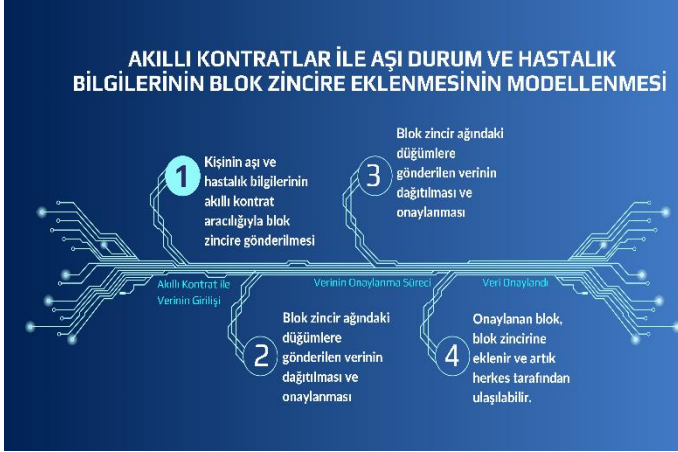 AKILLI KONTRATLAR İLE AŞI DURUM VE HASTALIK
BİLGİLERİNİN BLOK ZİNCİRE EKLENMESİNİN MODELLENMESİ
1
Kişinin aşı ve
hastalık bilgilerinin
akıllı kontrat
aracılığıyla blok
zincire gönderilmesi
3
Blok zincir ağındaki
düğümlere
gönderilen verinin
dağıtılması ve
onaylanması
Akıllı Kontrat ile
Verinin Girilişi
Verinin Onaylanma Süreci
Veri Onaylandı
2
Blok zincir ağındaki
düğümlere
gönderilen verinin
dağıtılması ve
onaylanması
4
Onaylanan blok,
blok zincirine
eklenir ve artık
herkes tarafından
ulaşılabilir.